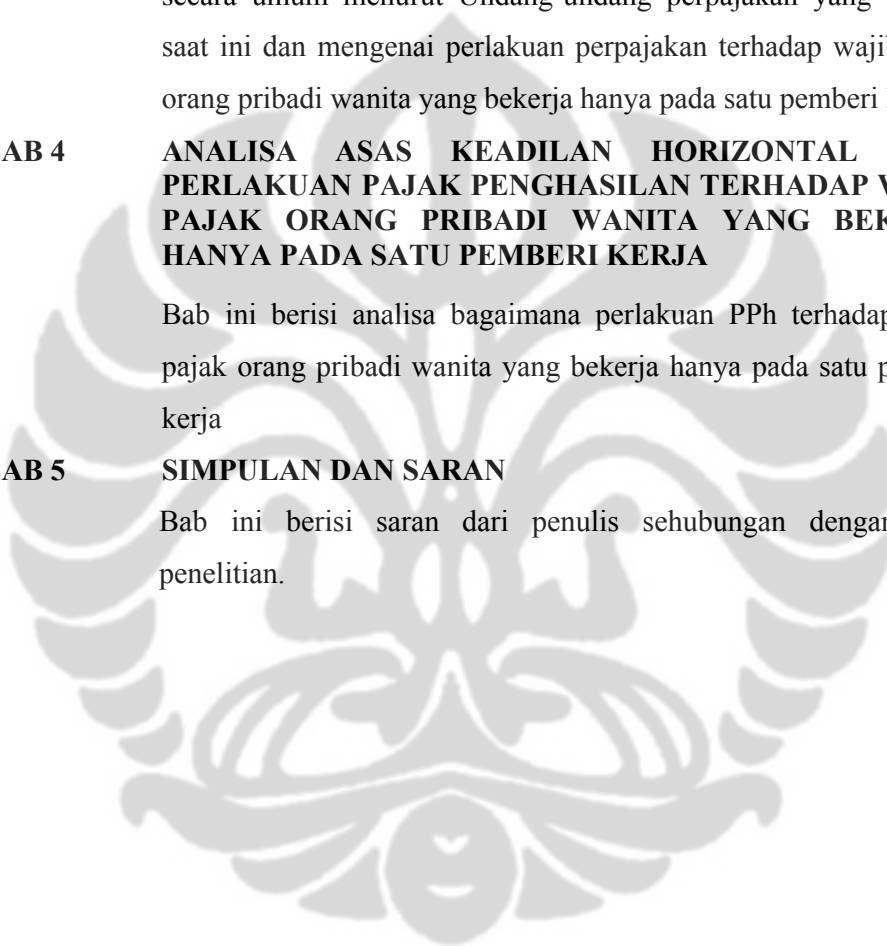 secara umum menurut Undang-undang perpajakan yang
saat ini dan mengenai perlakuan perpajakan terhadap
orang pribadi wanita yang bekerja hanya pada satu pemberi
AB 4 ANALISA ASAS KEADILAN HORIZONTAL
PERLAKUAN PAJAK PENGHASILAN TERHADAP
PAJAK ORANG PRIBADI WANITA YANG
HANYA PADA SATU PEMBERI KERJA
Bab ini berisi analisa bagaimana perlakuan PPh terhadap
pajak orang pribadi wanita yang bekerja hanya pada satu
kerja
AB 5 SIMPULAN DAN SARAN
Bab ini berisi saran dari penulis sehubungan dengan
penelitian.